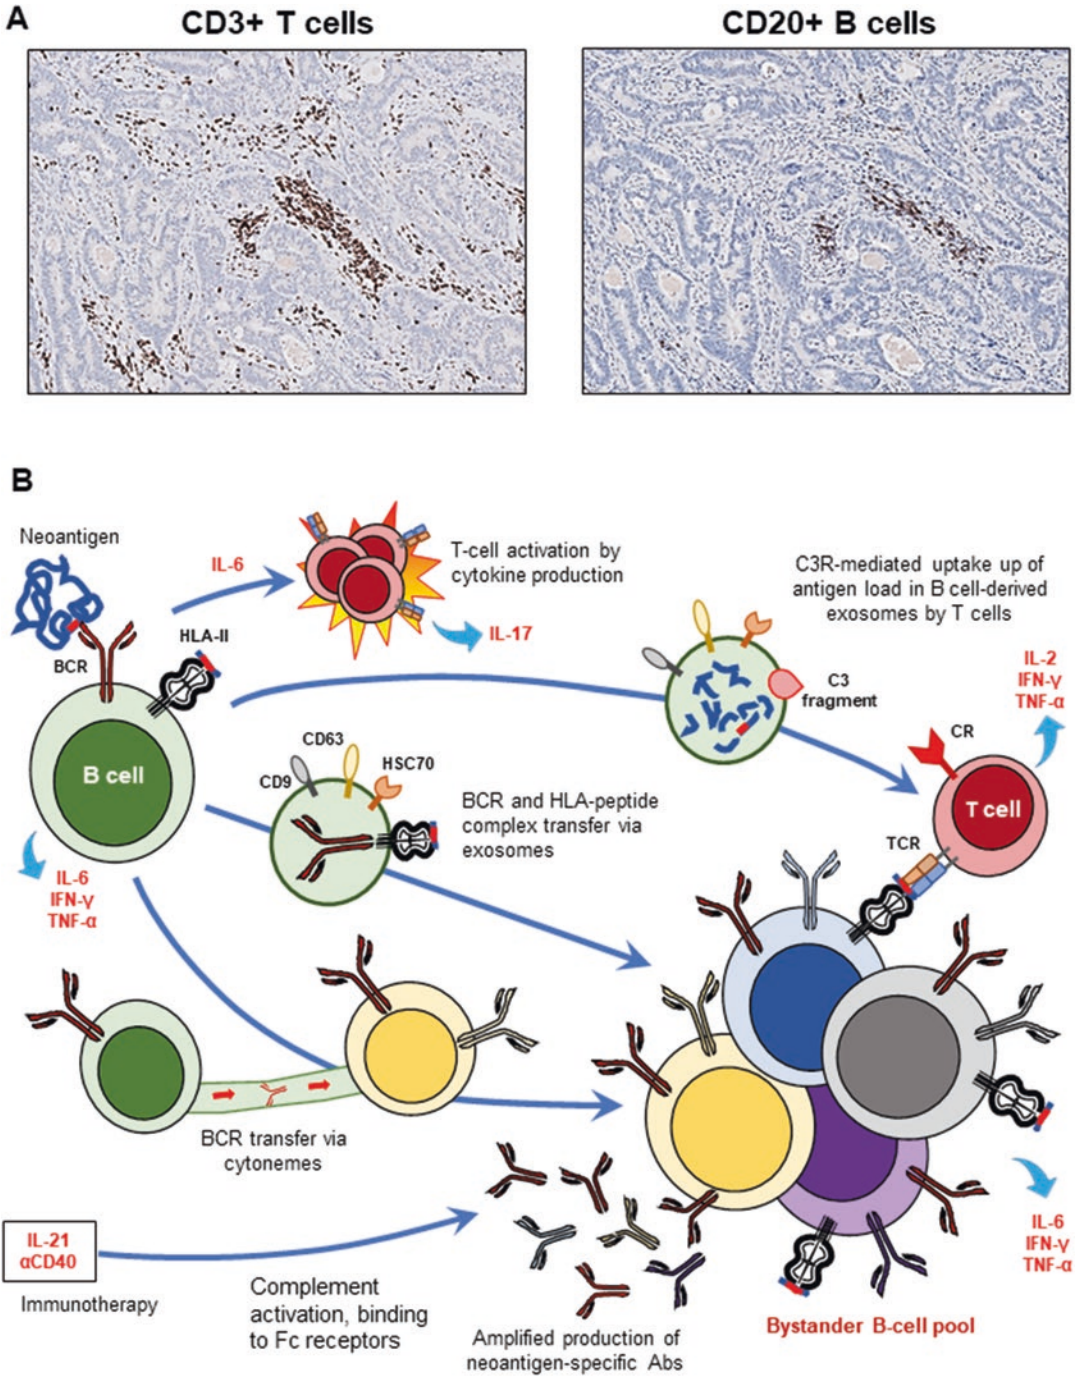 A
CD3+ T cells
CD20+ B cells
B
Neoantigen
IL-6
T-cell activation by
cytokine production
IL-17
C3R-mediated uptake up of
antigen load in B cell-derived
exosomes by T cells
HLA-II
BCR
B cell
C3
fragment
IL-2
IFN-γ
TNF-α
CR
T cell
TCR
CD63
CD9
HSC70
BCR and HLA-peptide
complex transfer via
exosomes
IL-6
IFN-γ
TNF-α
BCR transfer via
cytonemes
IL-21
αCD40
Immunotherapy
Complement
activation, binding
to Fc receptors
Amplified production of
neoantigen-specific Abs
Bystander B-cell pool
IL-6
IFN-γ
TNF-α